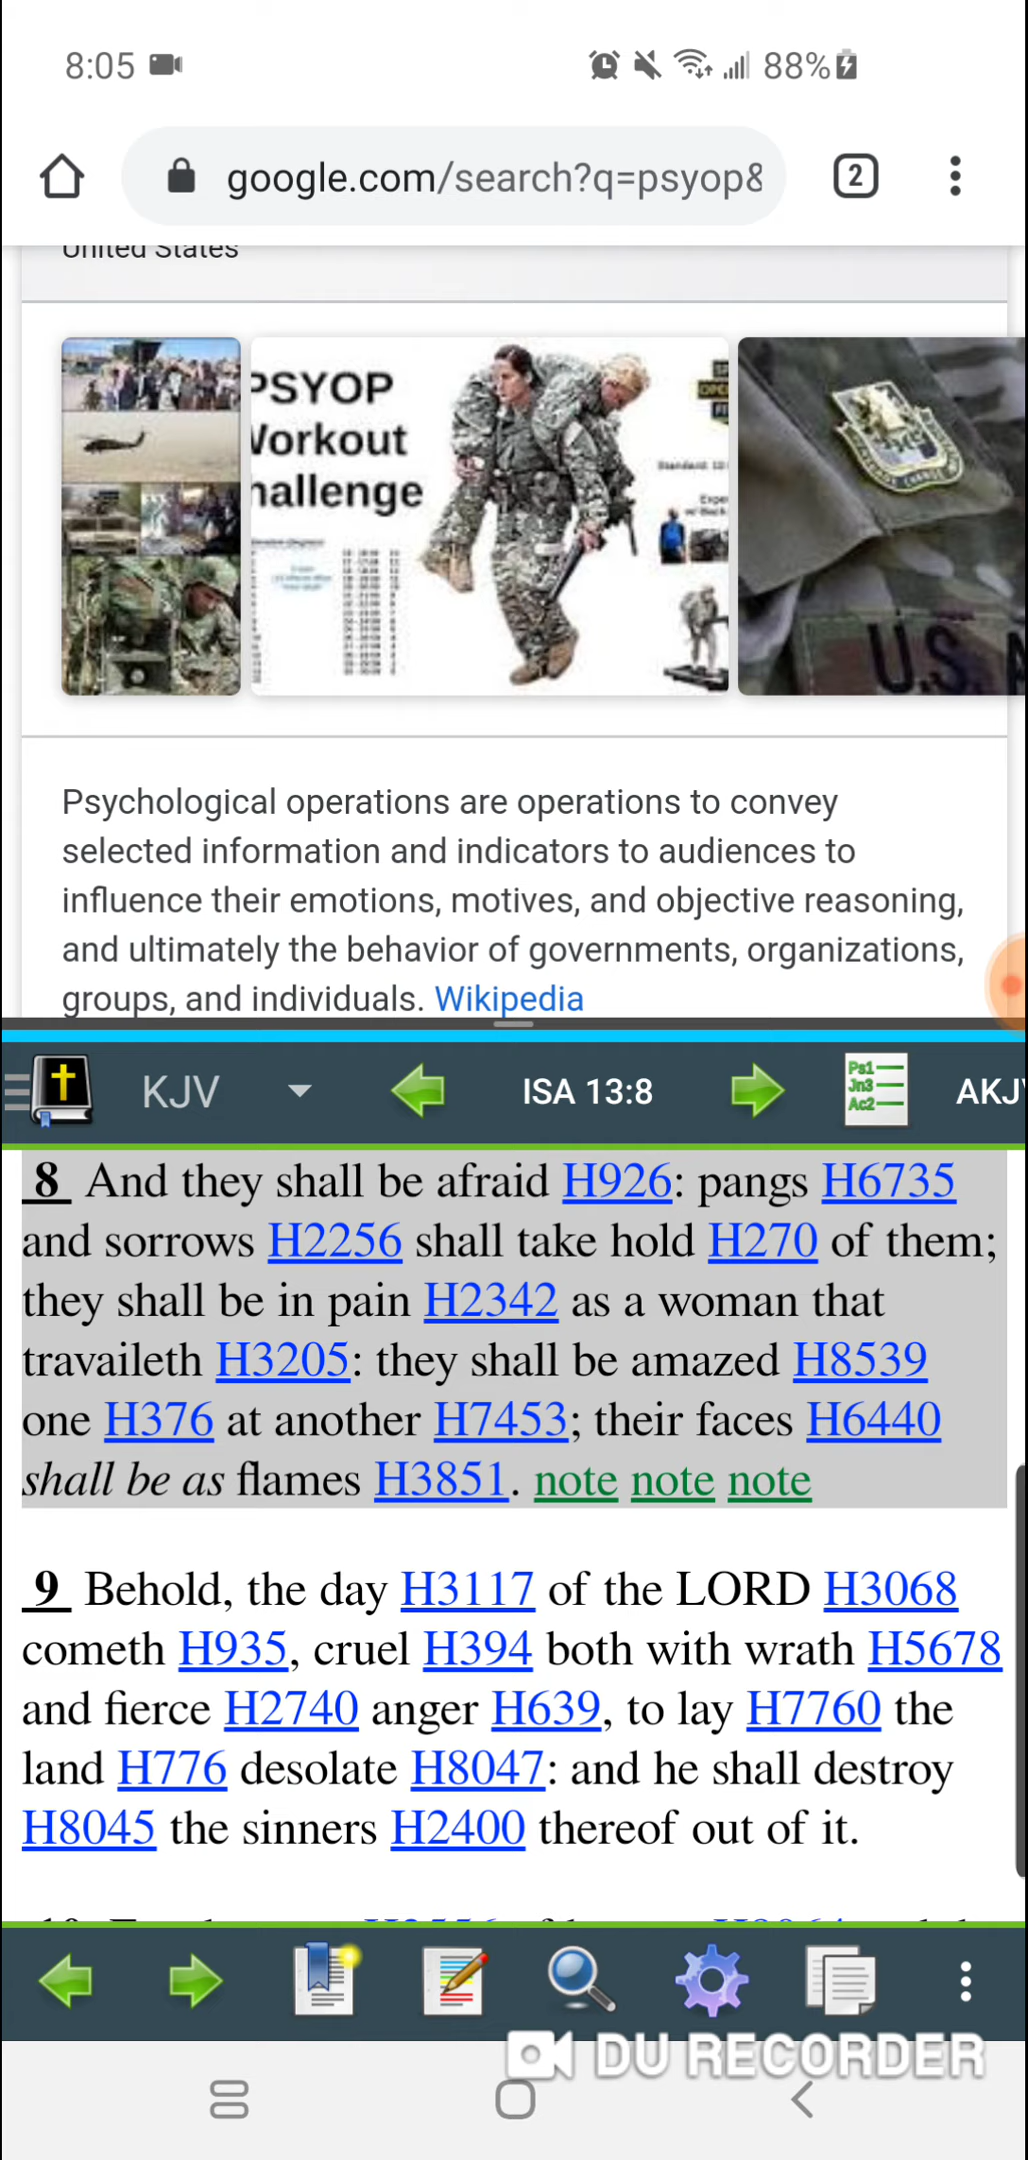 8:05
88%
google.com/search?q=psyop&
2
United States
PSYOP
Workout
hallenge
U.S. A
Psychological operations are operations to convey
selected information and indicators to audiences to
influence their emotions, motives, and objective reasoning,
and ultimately the behavior of governments, organizations,
groups, and individuals. Wikipedia
KJV
ISA 13:8
Ps1
Jn3
Ac2
AKJV
8 And they shall be afraid H926: pangs H6735
and sorrows H2256 shall take hold H270 of them;
they shall be in pain H2342 as a woman that
travaileth H3205: they shall be amazed H8539
one H376 at another H7453; their faces H6440
shall be as flames H3851. note note note
9 Behold, the day H3117 of the LORD H3068
cometh H935, cruel H394 both with wrath H5678
and fierce H2740 anger H639, to lay H7760 the
land H776 desolate H8047: and he shall destroy
H8045 the sinners H2400 thereof out of it.
DU RECORDER